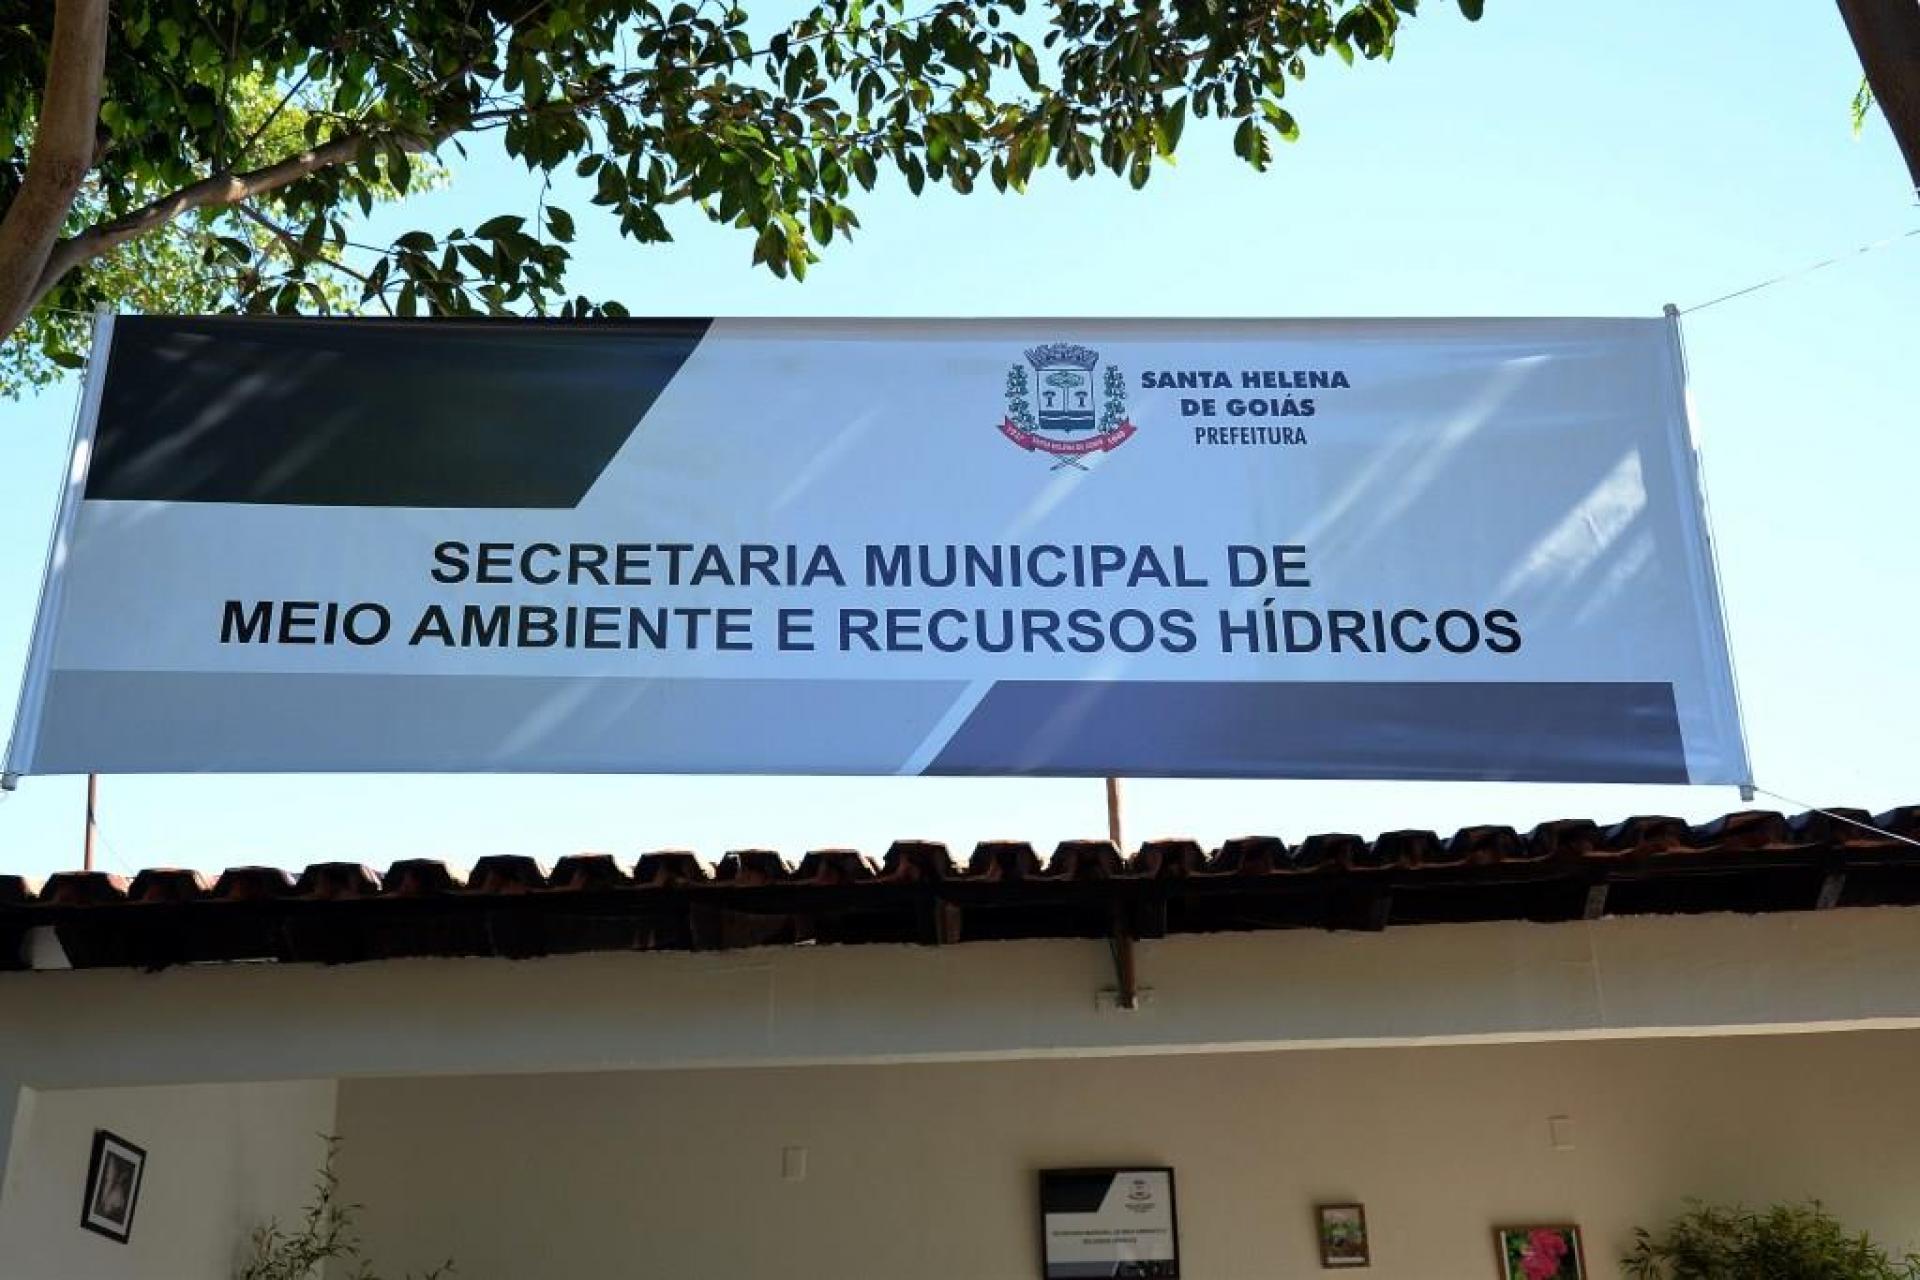 SANTA HELENA
DE GOIÁS
PREFEITURA
SECRETARIA MUNICIPAL DE
MEIO AMBIENTE E RECURSOS HÍDRICOS